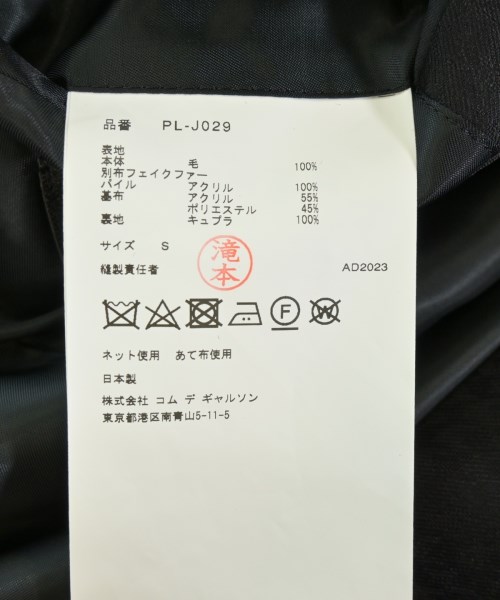 品番 PL-J029
表地
本体 毛 100%
別布フェイクファー
パイル アクリル 100%
基布 アクリル 55%
ポリエステル 45%
裏地 キュプラ 100%
サイズ S
縫製責任者 滝本 AD2023
F W
ネット使用 あて布使用
日本製
株式会社 コム デ ギャルソン
東京都港区南青山5-11-5